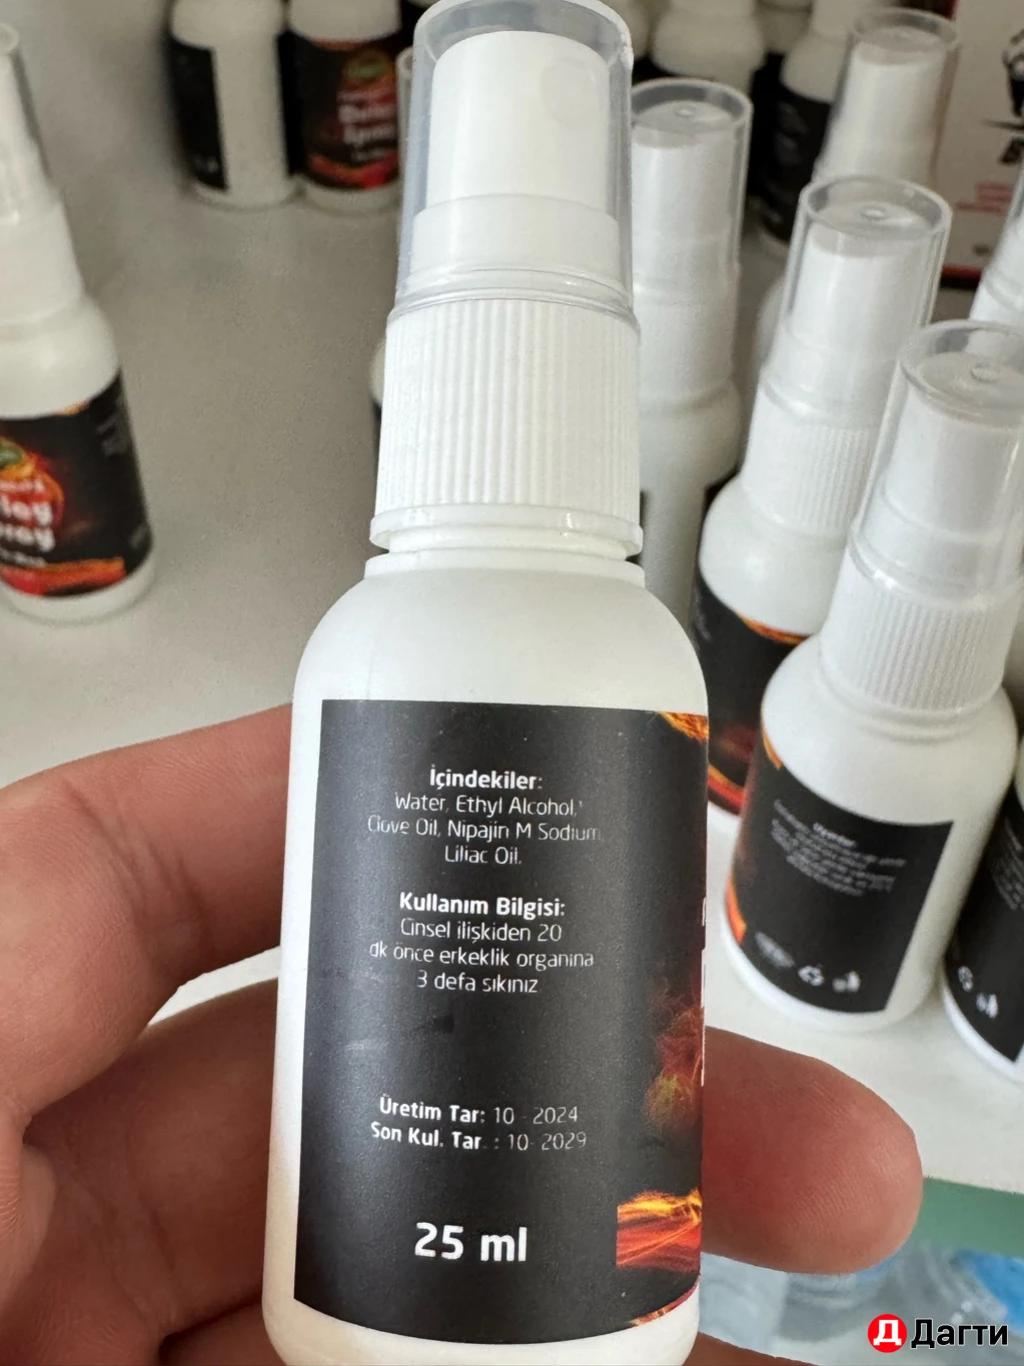 İçindekiler:
Water, Ethyl Alcohol,
Clove Oil, Nipajin M Sodium,
Liliac Oil.
Kullanım Bilgisi:
Cinsel ilişkiden 20
dk önce erkeklik organına
3 defa sıkınız
Üretim Tar: 10 - 2024
Son Kul. Tar. : 10- 2029
25 ml
Дагти